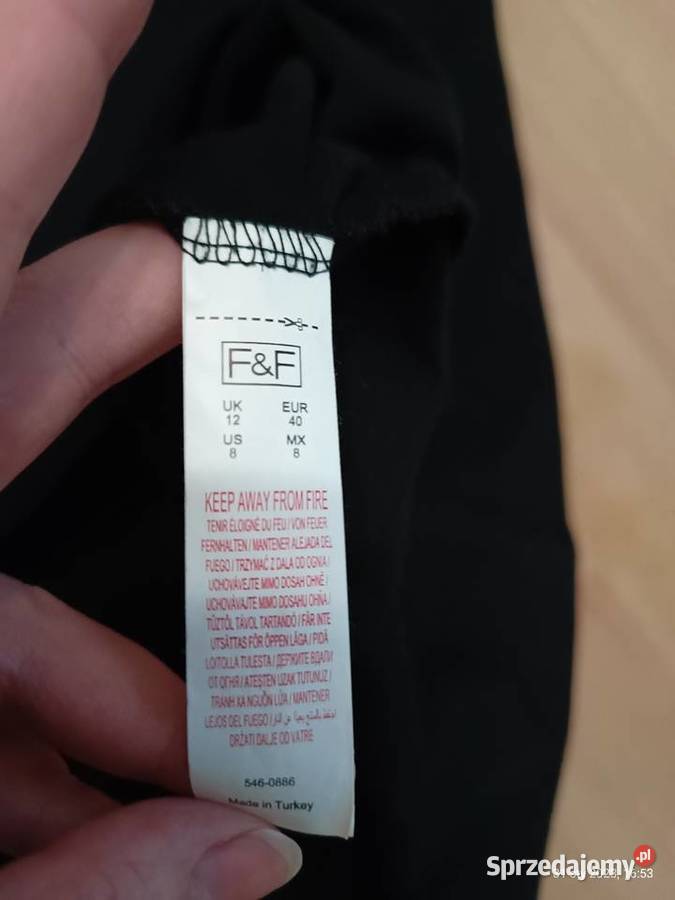 F&F
UK EUR
12 40
US MX
8 8
KEEP AWAY FROM FIRE
TENIR ÉLOIGNÉ DU FEU / VON FEUER
FERNHALTEN / MANTENER ALEJADA DEL
FUEGO / TRZYMAĆ Z DALA OD OGNIA /
UCHOVÁVEJTE MIMO DOSAH OHNĚ /
UCHOVÁVAJTE MIMO DOSAHU OHŇA /
TŰZTŐL TÁVOL TARTANDÓ / FÅR INTE
UTSÄTTAS FÖR ÖPPEN LÅGA / PIDÄ
LOITOLLA TULESTA / ДЕРЖИТЕ ВДАЛИ
ОТ ОГНЯ / ATEŞTEN UZAK TUTUNUZ /
TRÁNH XA NGUỒN LỬA / MANTENER
LEJOS DEL FUEGO /
DRŽATI DALJE OD VATRE
546-0886
Made in Turkey
Sprzedajemy.pl